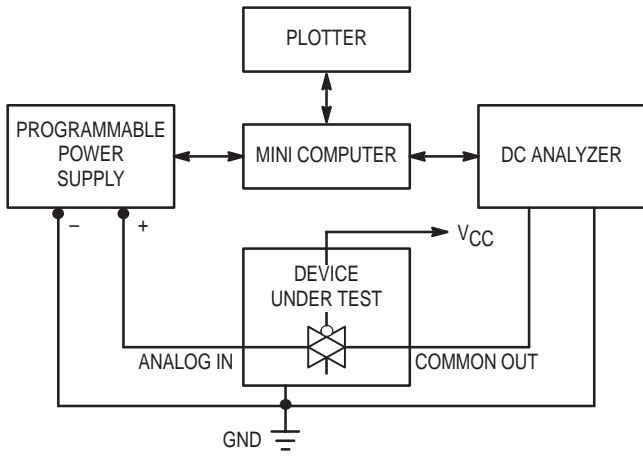 PLOTTER
PROGRAMMABLE
POWER
SUPPLY
MINI COMPUTER
DC ANALYZER
– +
VCC
DEVICE
UNDER TEST
ANALOG IN
COMMON OUT
GND